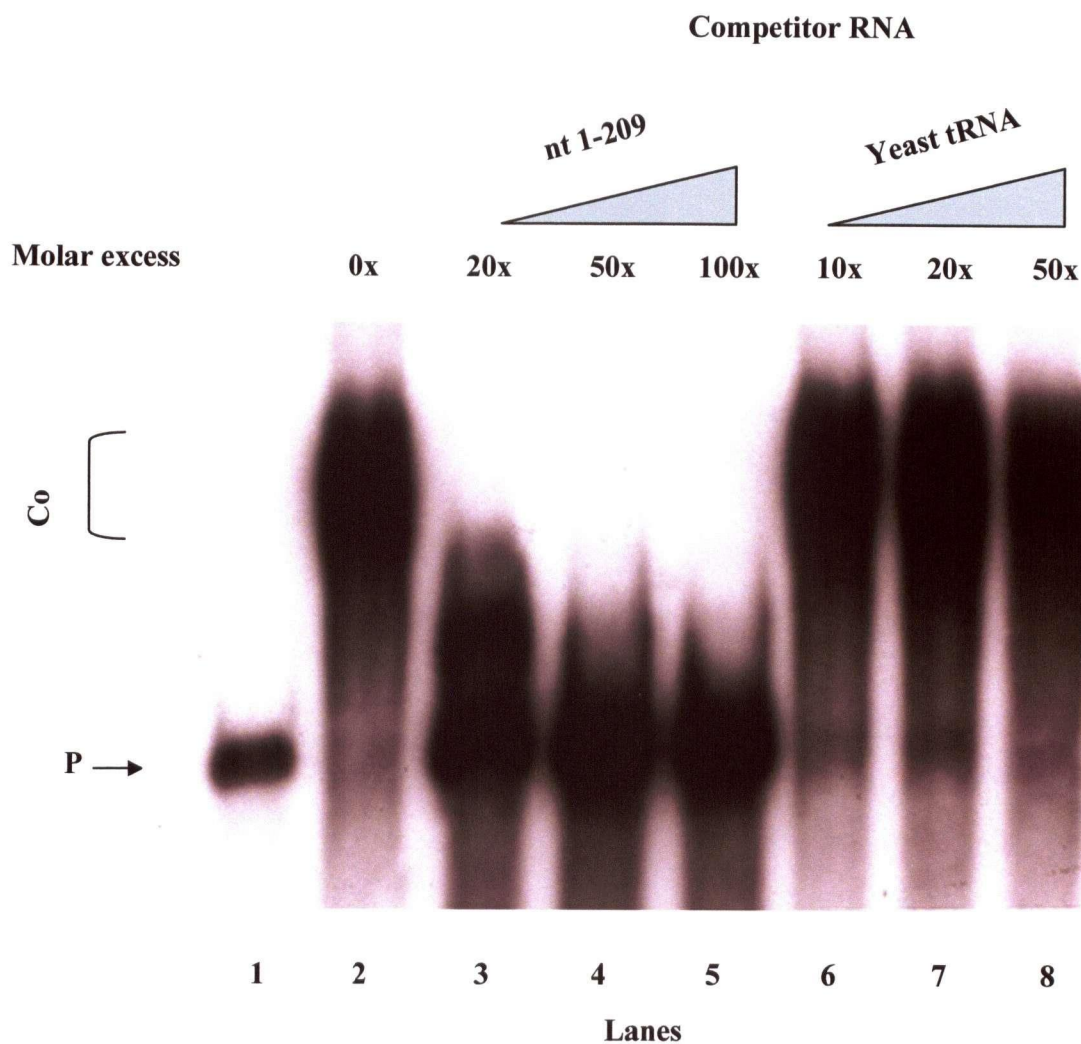 Competitor RNA
nt 1-209 Yeast tRNA
Molar excess 0x 20x 50x 100x 10x 20x 50x
Co
P
1 2 3 4 5 6 7 8
Lanes